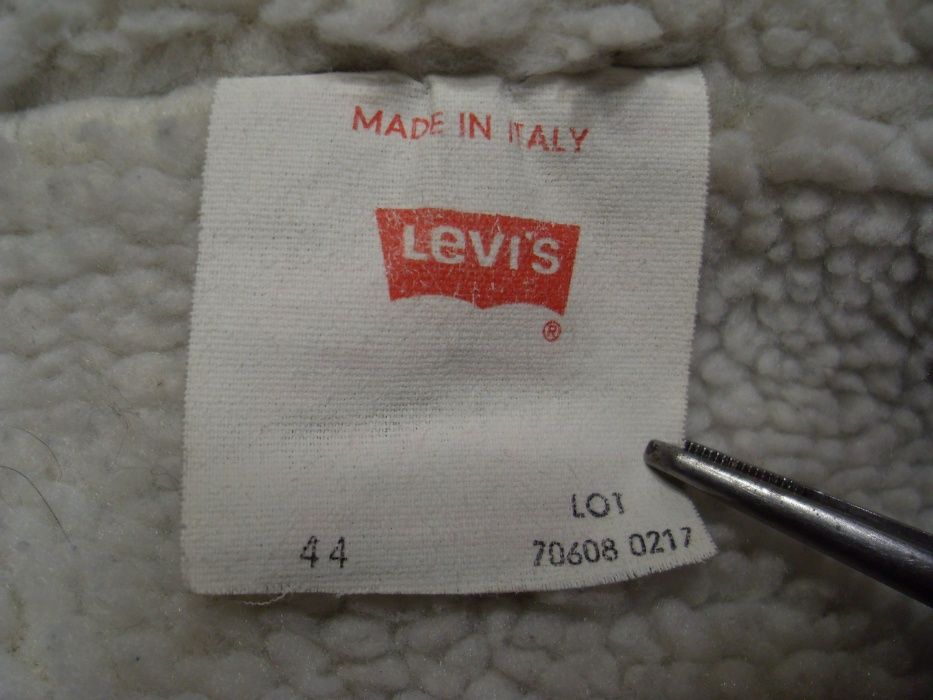 MADE IN ITALY
LEVI'S
®
LOT
44 70608 0217